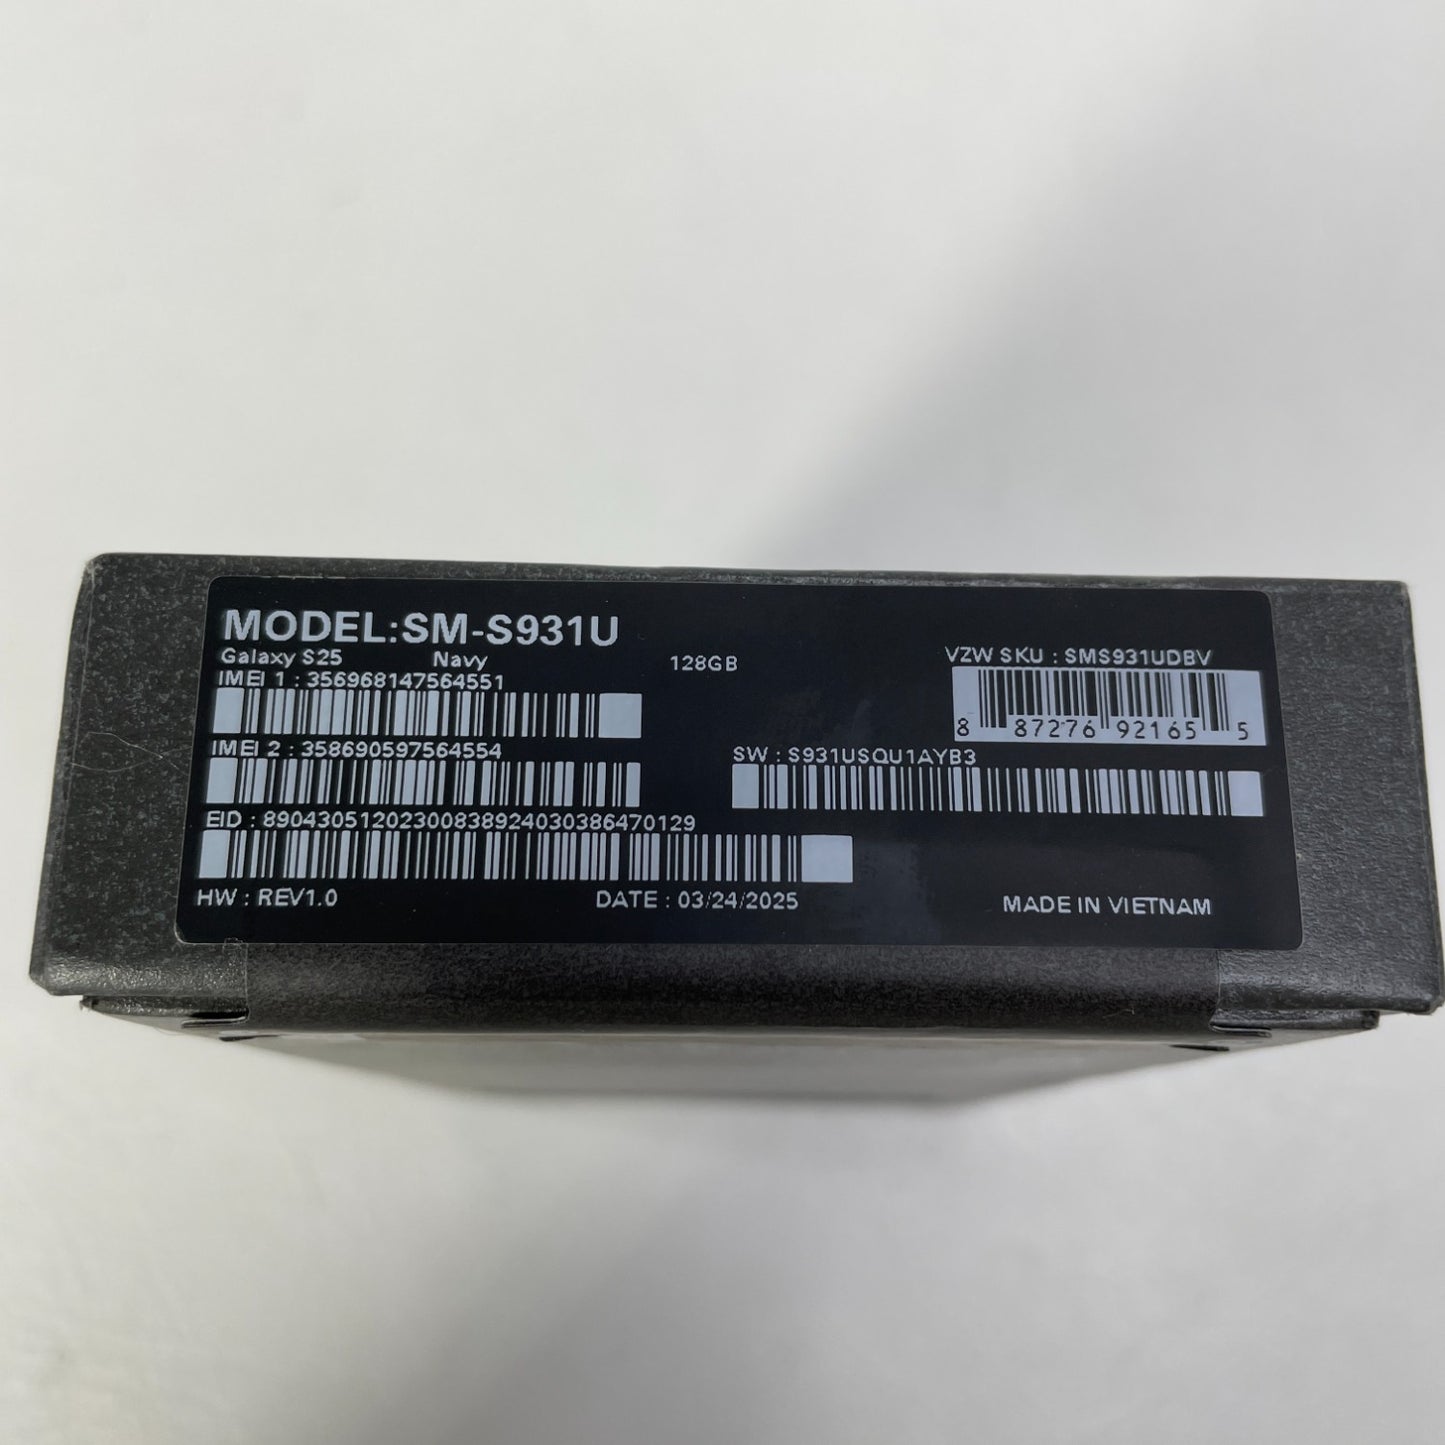 MODEL:SM-S931U
Galaxy S25 Navy 128GB
VZW SKU : SMS931UDBV
IMEI 1 : 356968147564551
8 87276 92165 5
IMEI 2 : 358690597564554
SW : S931USQU1AYB3
EID : 89043051202300838924030386470129
HW : REV1.0 DATE : 03/24/2025 MADE IN VIETNAM